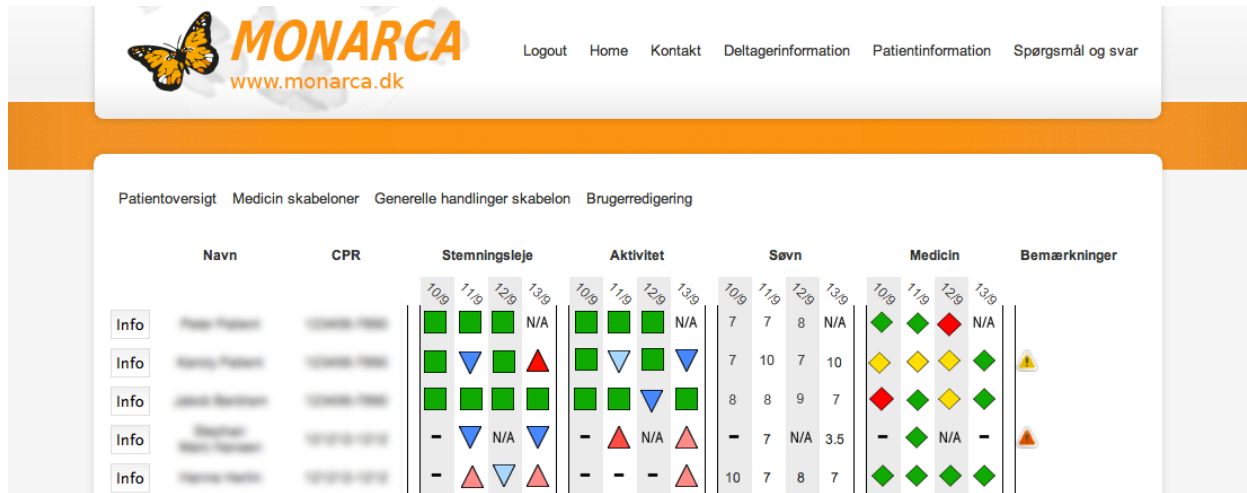 MONARCA
www.monarca.dk
Logout Home Kontakt Deltagerinformation Patientinformation Spørgsmål og svar
Patientoversigt Medicin skabeloner Generelle handlinger skabelon Brugerredigering
Navn CPR Stemningsleje Aktivitet Søvn Medicin Bemærkninger
10/9 11/9 12/9 13/9 10/9 11/9 12/9 13/9 10/9 11/9 12/9 13/9 10/9 11/9 12/9 13/9
Info N/A N/A 7 7 8 N/A N/A
Info 7 10 7 10
Info 8 8 9 7
Info - N/A - N/A - 7 N/A 3.5 - N/A -
Info - - - - 10 7 8 7